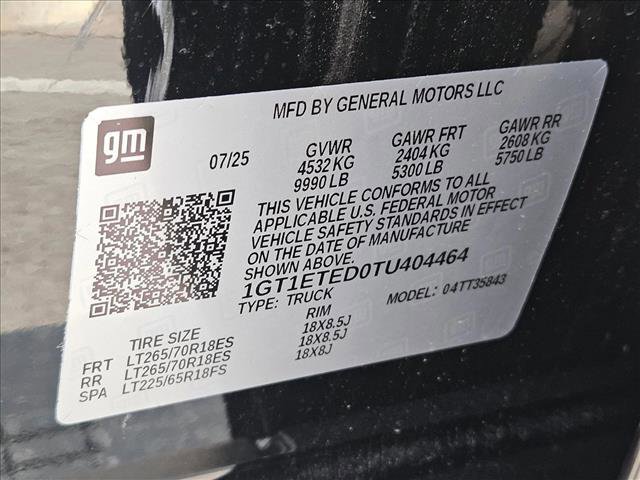 MFD BY GENERAL MOTORS LLC
gm
07/25 GVWR GAWR FRT GAWR RR
4532 KG 2404 KG 2608 KG
9990 LB 5300 LB 5750 LB
THIS VEHICLE CONFORMS TO ALL
APPLICABLE U.S. FEDERAL MOTOR
VEHICLE SAFETY STANDARDS IN EFFECT
ON THE DATE OF MANUFACTURE
SHOWN ABOVE.
1GT1ETED0TU404464
TYPE: TRUCK MODEL: 04TT35843
TIRE SIZE RIM
FRT LT265/70R18ES 18X8.5J
RR LT265/70R18ES 18X8.5J
SPA LT225/65R18FS 18X8J